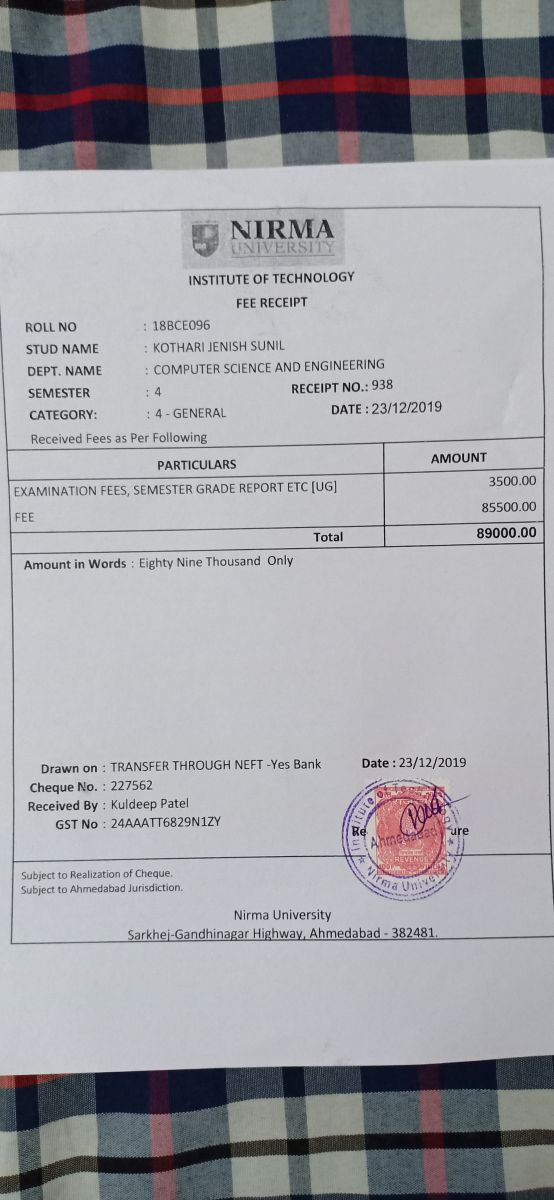 NIRMA
UNIVERSITY
INSTITUTE OF TECHNOLOGY
FEE RECEIPT
ROLL NO : 18BCE096
STUD NAME : KOTHARI JENISH SUNIL
DEPT. NAME : COMPUTER SCIENCE AND ENGINEERING
SEMESTER : 4 RECEIPT NO.: 938
CATEGORY: : 4 - GENERAL DATE : 23/12/2019
Received Fees as Per Following
PARTICULARS AMOUNT
EXAMINATION FEES, SEMESTER GRADE REPORT ETC [UG] 3500.00
FEE 85500.00
Total 89000.00
Amount in Words : Eighty Nine Thousand Only
Drawn on : TRANSFER THROUGH NEFT -Yes Bank Date : 23/12/2019
Cheque No. : 227562
Received By : Kuldeep Patel
GST No : 24AAATT6829N1ZY
Institute of
Re ure
Ahmedabad
REVENUE
Nirma University
Subject to Realization of Cheque.
Subject to Ahmedabad Jurisdiction.
Nirma University
Sarkhej-Gandhinagar Highway, Ahmedabad - 382481.